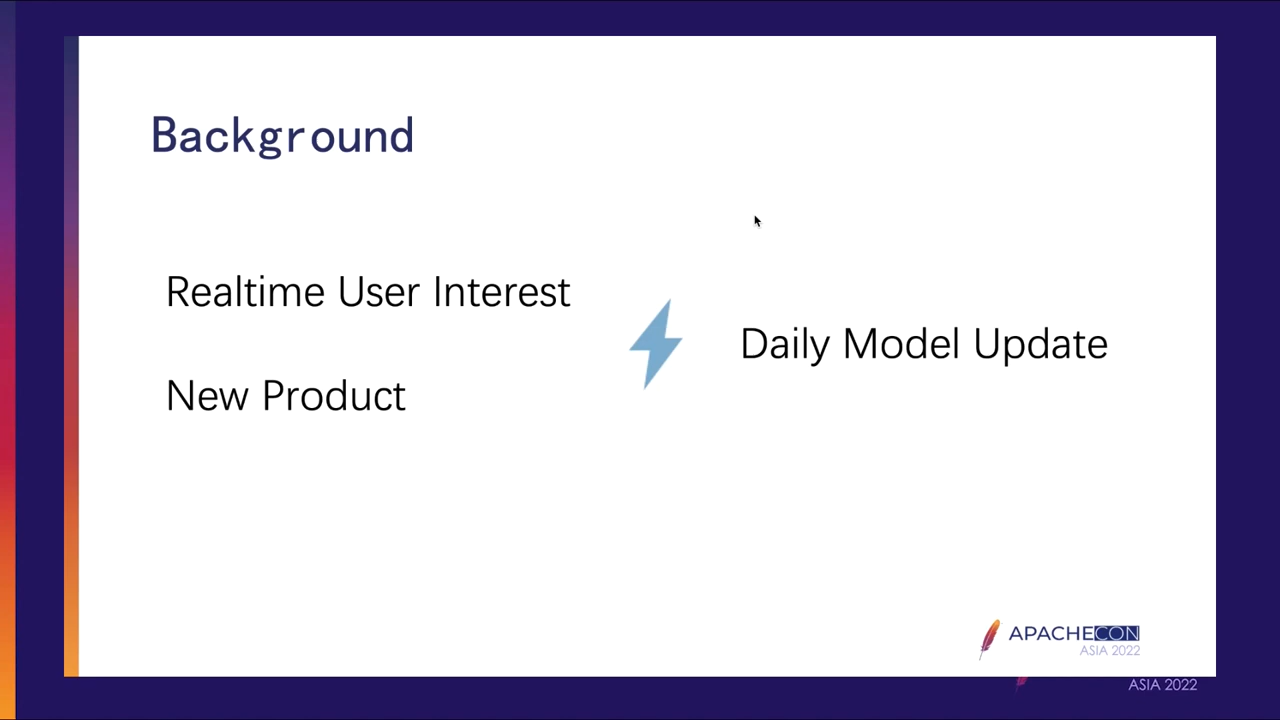 Background
Realtime User Interest
Daily Model Update
New Product
APACHECON
ASIA 2022
ASIA 2022